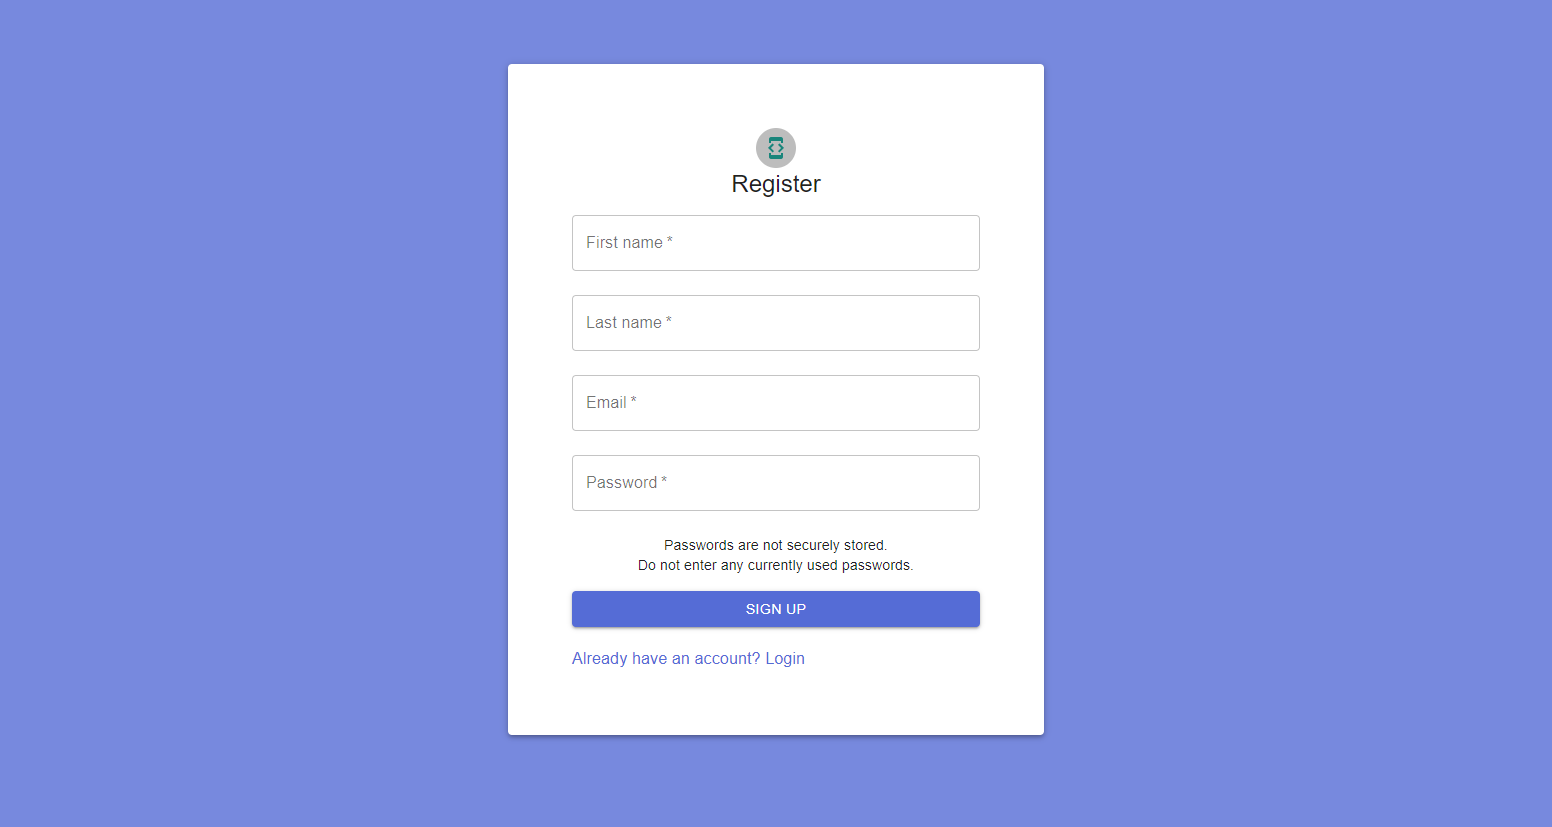 Register
First name *
Last name *
Email *
Password *
Passwords are not securely stored.
Do not enter any currently used passwords.
SIGN UP
Already have an account? Login